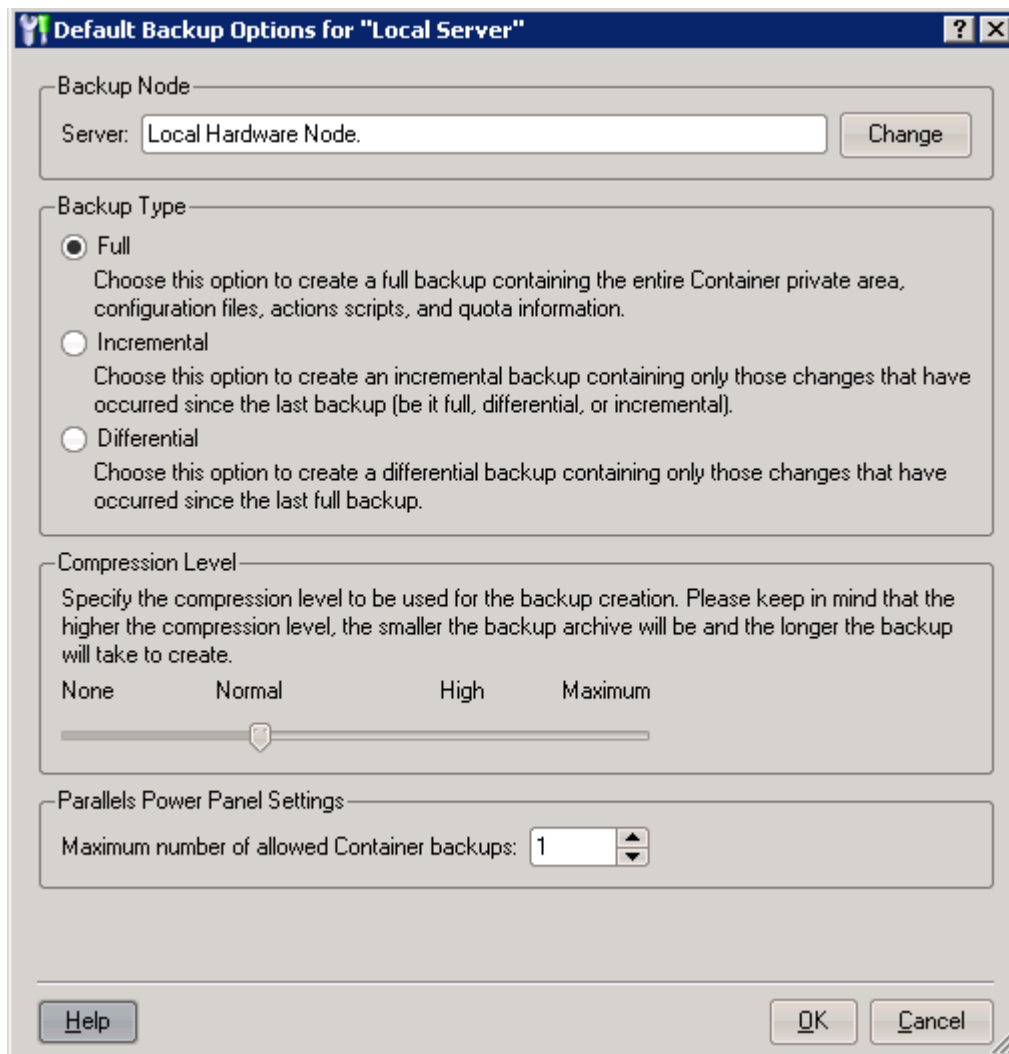 Default Backup Options for "Local Server"
Backup Node
Server: Local Hardware Node. Change
Backup Type
Full
Choose this option to create a full backup containing the entire Container private area,
configuration files, actions scripts, and quota information.
Incremental
Choose this option to create an incremental backup containing only those changes that have
occurred since the last backup (be it full, differential, or incremental).
Differential
Choose this option to create a differential backup containing only those changes that have
occurred since the last full backup.
Compression Level
Specify the compression level to be used for the backup creation. Please keep in mind that the
higher the compression level, the smaller the backup archive will be and the longer the backup
will take to create.
None Normal High Maximum
Parallels Power Panel Settings
Maximum number of allowed Container backups: 1
Help OK Cancel